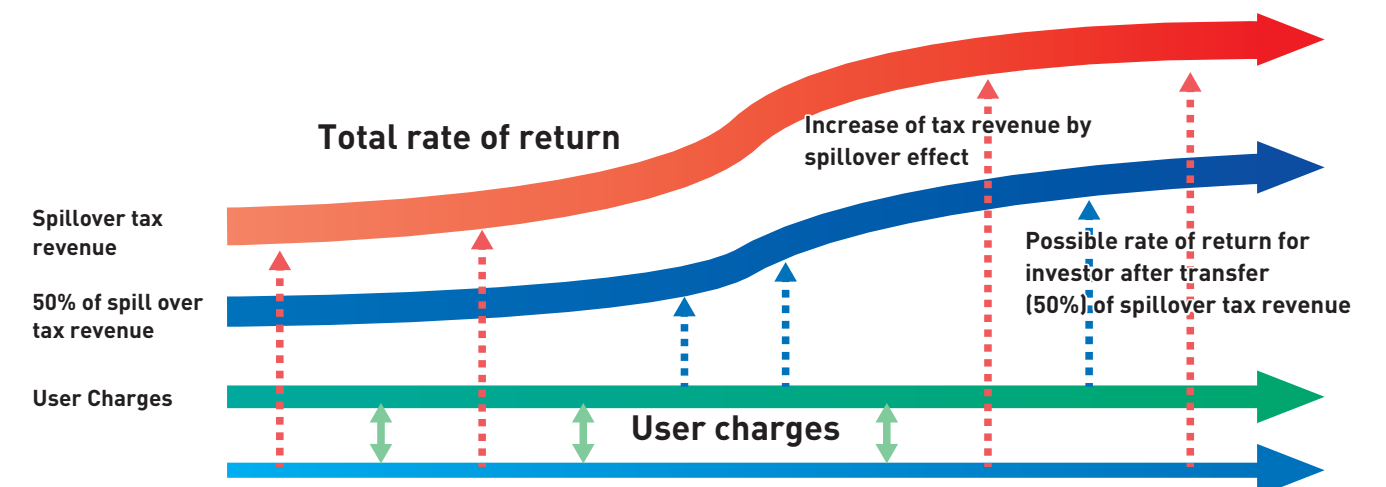 Total rate of return
Increase of tax revenue by
spillover effect
Spillover tax
revenue
Possible rate of return for
investor after transfer
(50%) of spillover tax revenue
50% of spill over
tax revenue
User Charges
User charges